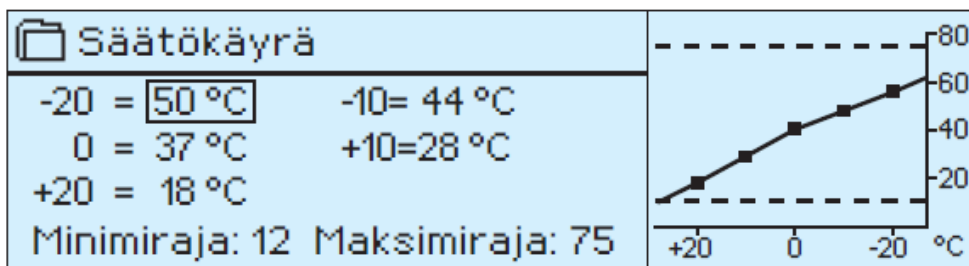 Säätökäyrä
-20 = 50 °C -10= 44 °C
0 = 37 °C +10=28 °C
+20 = 18 °C
Minimiraja: 12 Maksimiraja: 75
80
60
40
20
+20 0 -20 °C